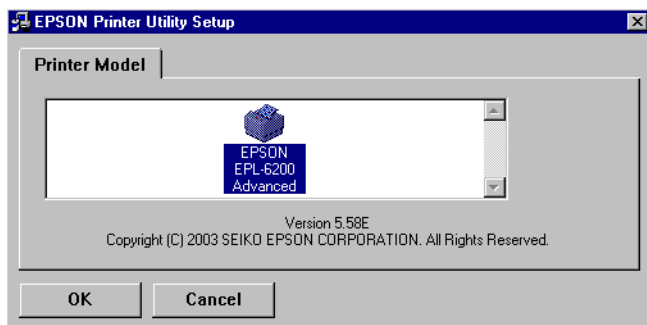 EPSON Printer Utility Setup
Printer Model
EPSON
EPL-6200
Advanced
Version 5.58E
Copyright (C) 2003 SEIKO EPSON CORPORATION. All Rights Reserved.
OK Cancel